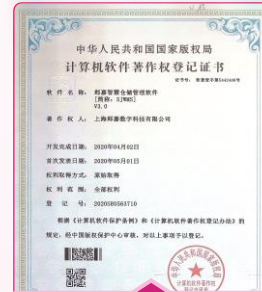 中华人民共和国国家版权局
计算机软件著作权登记证书
软 件 名 称：
智慧仓储管理软件
V3.0
著 作 权 人：
上海邦塞数字科技有限公司
开发完成日期： 2020年04月02日
首次发表日期： 2020年05月01日
权利取得方式： 原始取得
权 利 范 围： 全部权利
登 记 号： 2020SR0563710
根据《计算机软件保护条例》和《计算机软件著作权登记办法》的
规定，经中国版权保护中心审核，对以上事项予以登记。